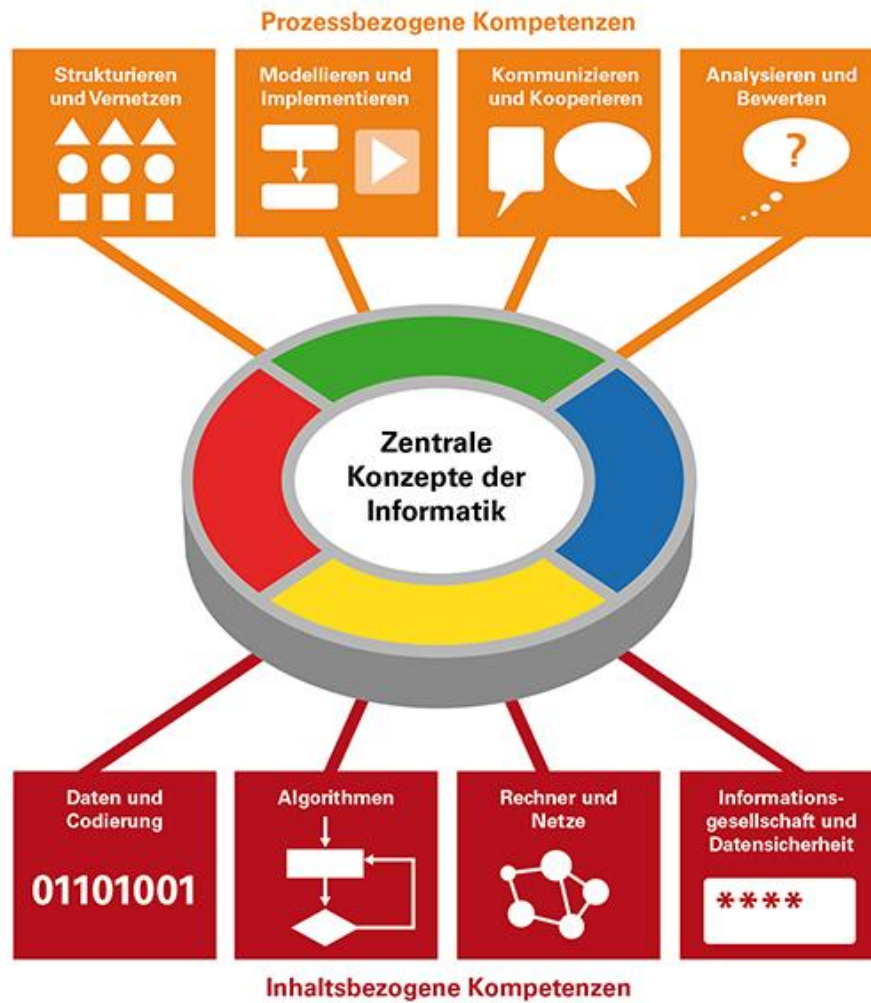 Prozessbezogene Kompetenzen
Strukturieren
und Vernetzen
Modellieren und
Implementieren
Kommunizieren
und Kooperieren
Analysieren und
Bewerten
?
Zentrale
Konzepte der
Informatik
Daten und
Codierung
01101001
Algorithmen
Rechner und
Netze
Informations-
gesellschaft und
Datensicherheit
****
Inhaltsbezogene Kompetenzen